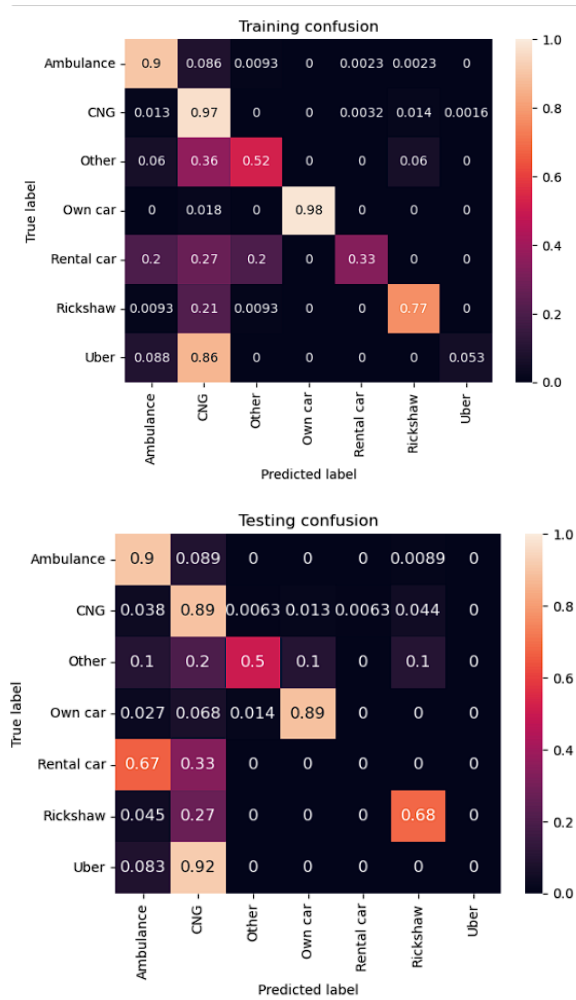 Training confusion
Ambulance 0.9 0.086 0.0093 0 0.0023 0.0023 0
CNG 0.013 0.97 0 0 0.0032 0.014 0.0016
Other 0.06 0.36 0.52 0 0 0.06 0
Own car 0 0.018 0 0.98 0 0 0
Rental car 0.2 0.27 0.2 0 0.33 0 0
Rickshaw 0.0093 0.21 0.0093 0 0 0.77 0
Uber 0.088 0.86 0 0 0 0 0.053
True label
Ambulance CNG Other Own car Rental car Rickshaw Uber
Predicted label
1.0
0.8
0.6
0.4
0.2
0.0
Testing confusion
Ambulance 0.9 0.089 0 0 0 0.0089 0
CNG 0.038 0.89 0.0063 0.013 0.0063 0.044 0
Other 0.1 0.2 0.5 0.1 0 0.1 0
Own car 0.027 0.068 0.014 0.89 0 0 0
Rental car 0.67 0.33 0 0 0 0 0
Rickshaw 0.045 0.27 0 0 0 0.68 0
Uber 0.083 0.92 0 0 0 0 0
True label
Ambulance CNG Other Own car Rental car Rickshaw Uber
Predicted label
1.0
0.8
0.6
0.4
0.2
0.0